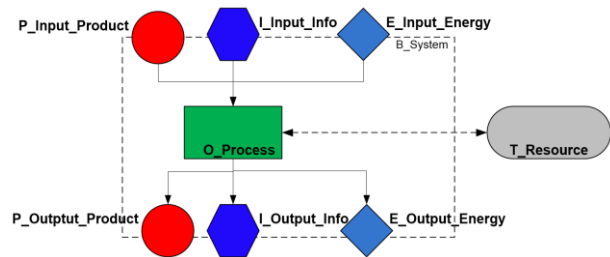 P_Input_Product
I_Input_Info
E_Input_Energy
B_System
O_Process
T_Resource
P_Outptut_Product
I_Output_Info
E_Output_Energy